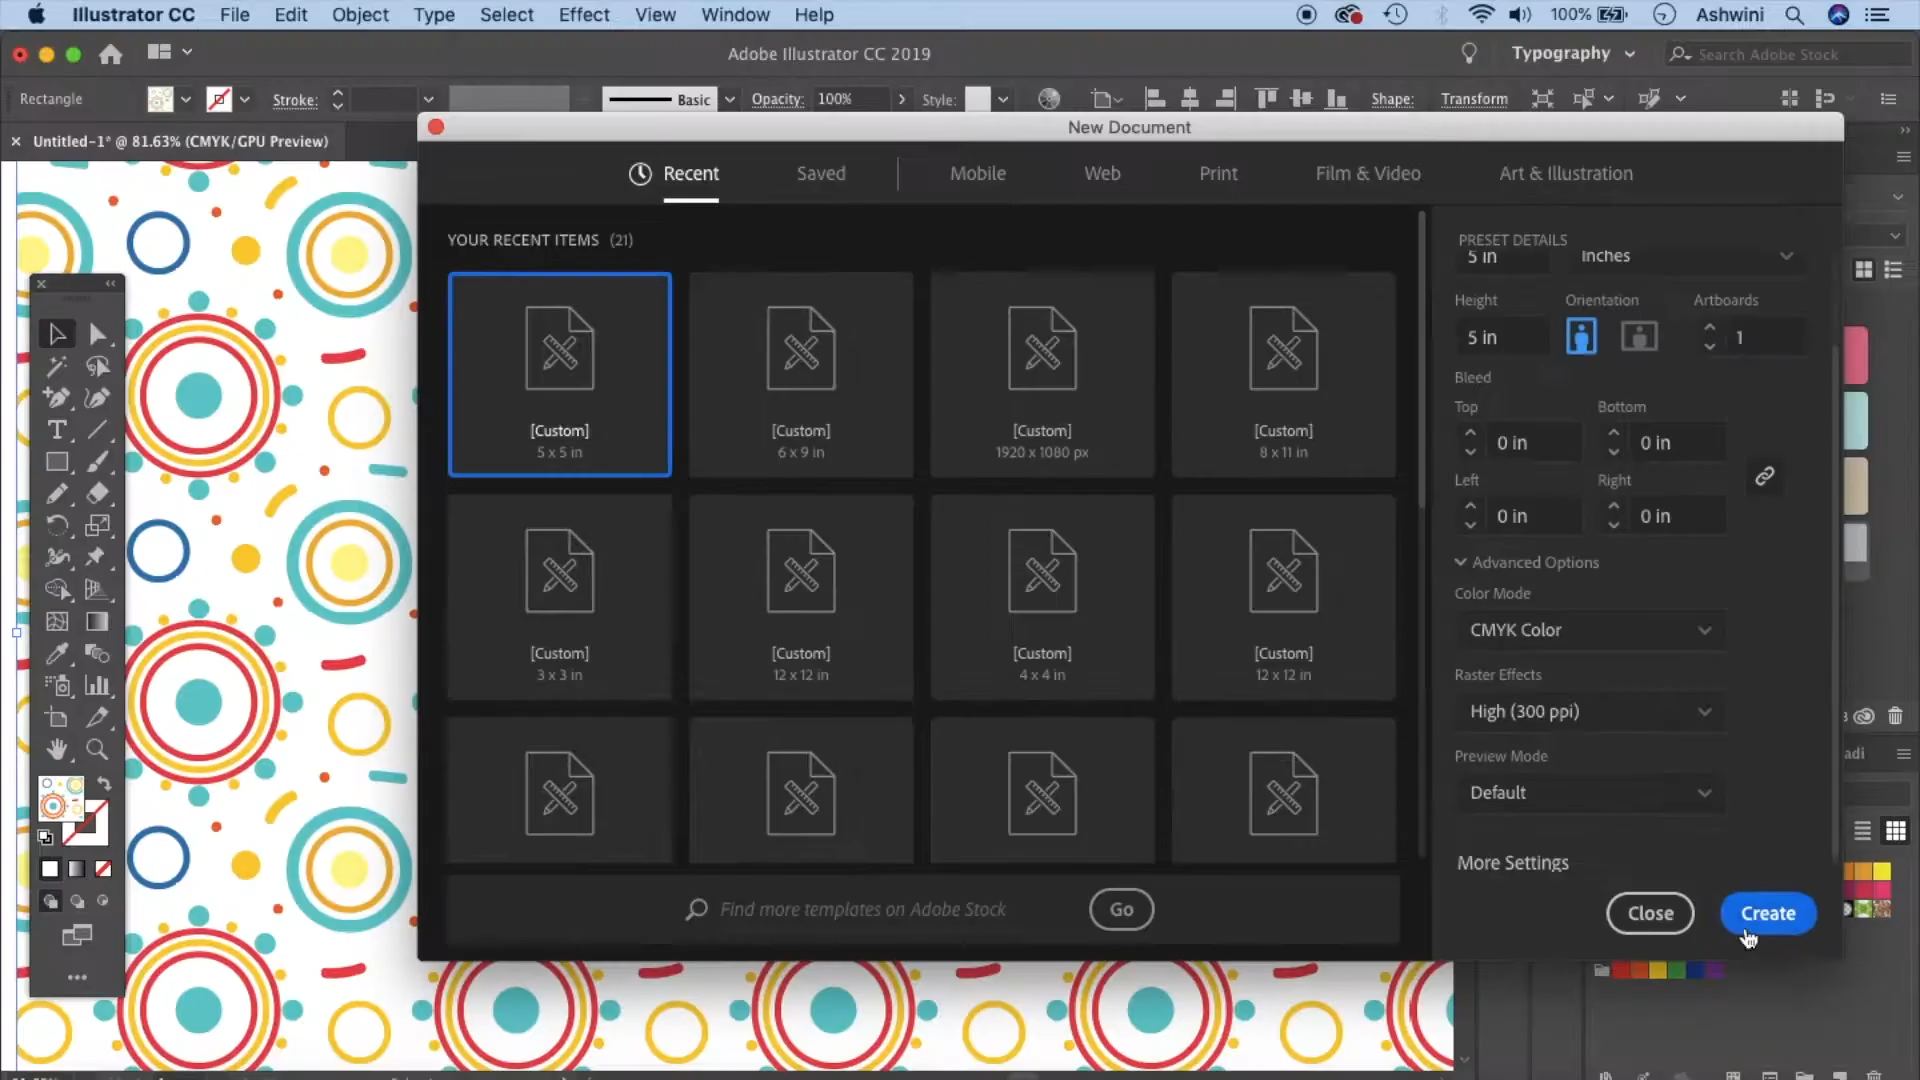 Illustrator CC File Edit Object Type Select Effect View Window Help 100% Ashwini
Adobe Illustrator CC 2019 Typography Search Adobe Stock
Rectangle Stroke: Basic Opacity: 100% Style: Shape: Transform
Untitled-1* @ 81.63% (CMYK/GPU Preview)
New Document
Recent Saved Mobile Web Print Film & Video Art & Illustration
YOUR RECENT ITEMS (21)
PRESET DETAILS
5 in Inches
Height Orientation Artboards
5 in 1
Bleed
Top Bottom
0 in 0 in
Left Right
0 in 0 in
Advanced Options
Color Mode
CMYK Color
Raster Effects
High (300 ppi)
Preview Mode
Default
More Settings
Close Create
[Custom] [Custom] [Custom] [Custom]
5 x 5 in 6 x 9 in 1920 x 1080 px 8 x 11 in
[Custom] [Custom] [Custom] [Custom]
3 x 3 in 12 x 12 in 4 x 4 in 12 x 12 in
Find more templates on Adobe Stock Go
adi
T